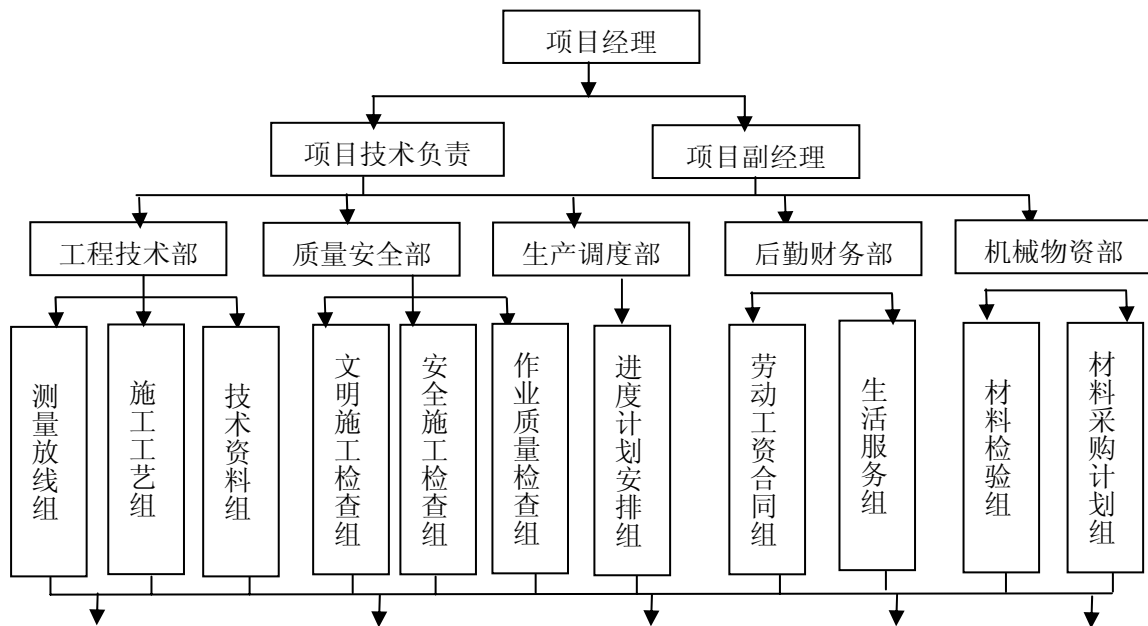 项目经理
项目技术负责
项目副经理
工程技术部
质量安全部
生产调度部
后勤财务部
机械物资部
测量放线组
施工工艺组
技术资料组
文明施工检查组
安全施工检查组
作业质量检查组
进度计划安排组
劳动工资合同组
生活服务组
材料检验组
材料采购计划组